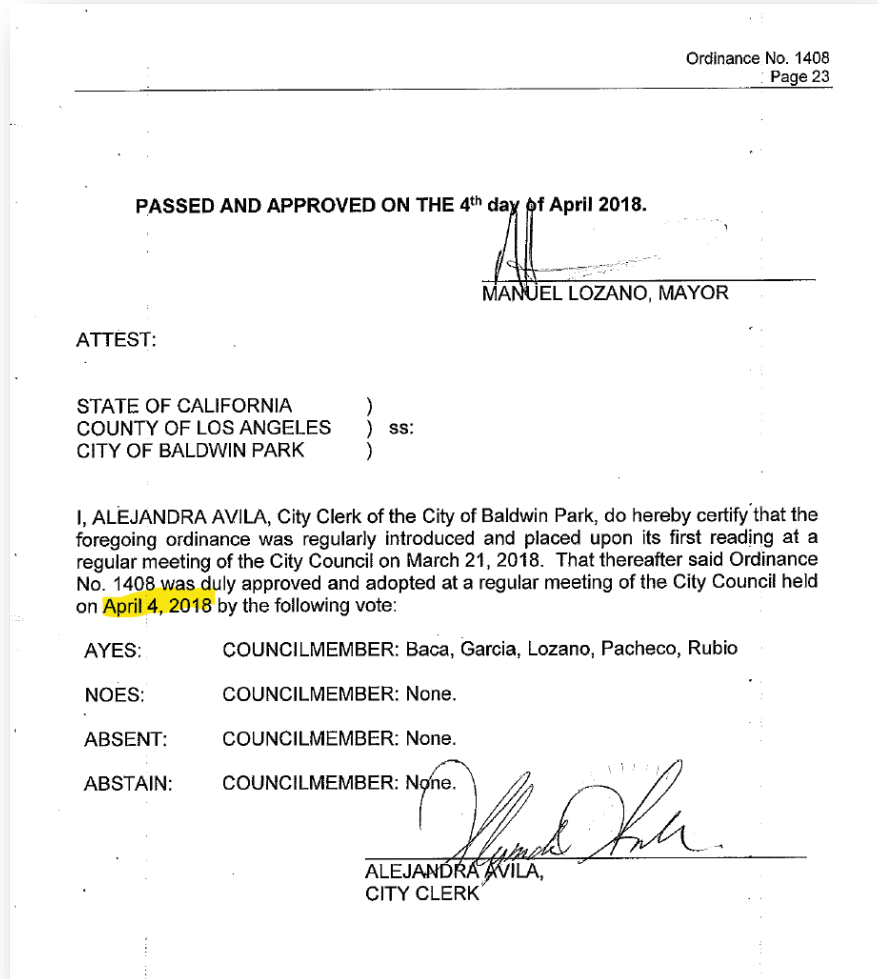 Ordinance No. 1408
Page 23
PASSED AND APPROVED ON THE 4th day of April 2018.
MANUEL LOZANO, MAYOR
ATTEST:
STATE OF CALIFORNIA )
COUNTY OF LOS ANGELES ) ss:
CITY OF BALDWIN PARK )
I, ALEJANDRA AVILA, City Clerk of the City of Baldwin Park, do hereby certify that the
foregoing ordinance was regularly introduced and placed upon its first reading at a
regular meeting of the City Council on March 21, 2018. That thereafter said Ordinance
No. 1408 was duly approved and adopted at a regular meeting of the City Council held
on April 4, 2018 by the following vote:
AYES: COUNCILMEMBER: Baca, Garcia, Lozano, Pacheco, Rubio
NOES: COUNCILMEMBER: None.
ABSENT: COUNCILMEMBER: None.
ABSTAIN: COUNCILMEMBER: None.
ALEJANDRA AVILA,
CITY CLERK